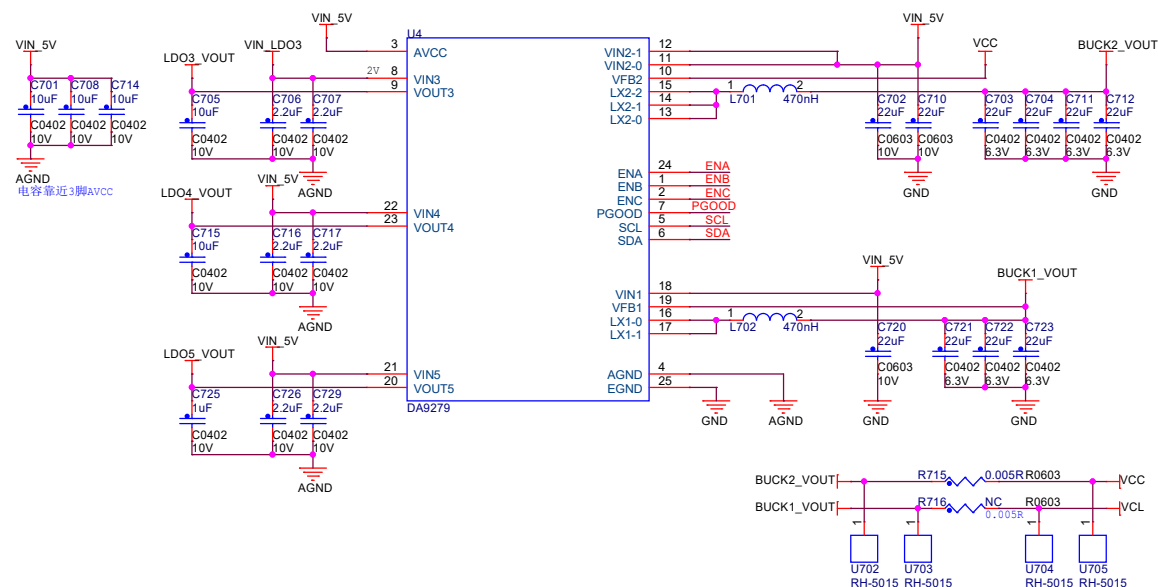 VIN_5V
C701 C708 C714
10uF 10uF 10uF
C0402 C0402 C0402
10V 10V 10V
AGND
电容靠近3脚AVCC
LDO3_VOUT
VIN_LDO3
VIN_5V
2V
C705 C706 C707
10uF 2.2uF 2.2uF
C0402 C0402 C0402
10V 10V 10V
AGND
LDO4_VOUT
VIN_5V
C715 C716 C717
10uF 2.2uF 2.2uF
C0402 C0402 C0402
10V 10V 10V
AGND
LDO5_VOUT
VIN_5V
C725 C726 C729
1uF 2.2uF 2.2uF
C0402 C0402 C0402
10V 10V 10V
AGND
U4
3 AVCC
8 VIN3
9 VOUT3
22 VIN4
23 VOUT4
21 VIN5
20 VOUT5
DA9279
VIN2-1 12
VIN2-0 11
VFB2 10
LX2-2 15
LX2-1 14
LX2-0 13
ENA 24 ENA
ENB 1 ENB
ENC 2 ENC
PGOOD 7 PGOOD
SCL 5 SCL
SDA 6 SDA
VIN1 18
VFB1 19
LX1-0 16
LX1-1 17
AGND 4
EGND 25
GND
AGND
VIN_5V
VCC
BUCK2_VOUT
1 2
L701 470nH
C702 C710 C703 C704 C711 C712
22uF 22uF 22uF 22uF 22uF 22uF
C0603 C0603 C0402 C0402 C0402 C0402
10V 10V 6.3V 6.3V 6.3V 6.3V
GND
GND
VIN_5V
BUCK1_VOUT
1 2
L702 470nH
C720 C721 C722 C723
22uF 22uF 22uF 22uF
C0603 C0402 C0402 C0402
10V 6.3V 6.3V 6.3V
GND
GND
BUCK2_VOUT R715 0.005R R0603 VCC
BUCK1_VOUT R716 NC R0603 VCL
0.005R
1 1 1 1
U702 U703 U704 U705
RH-5015 RH-5015 RH-5015 RH-5015